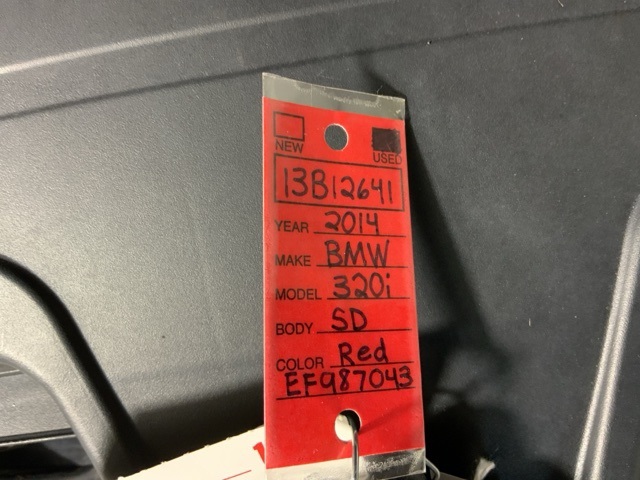 NEW USED
13B12641
YEAR 2014
MAKE BMW
MODEL 320i
BODY SD
COLOR Red
EF987043